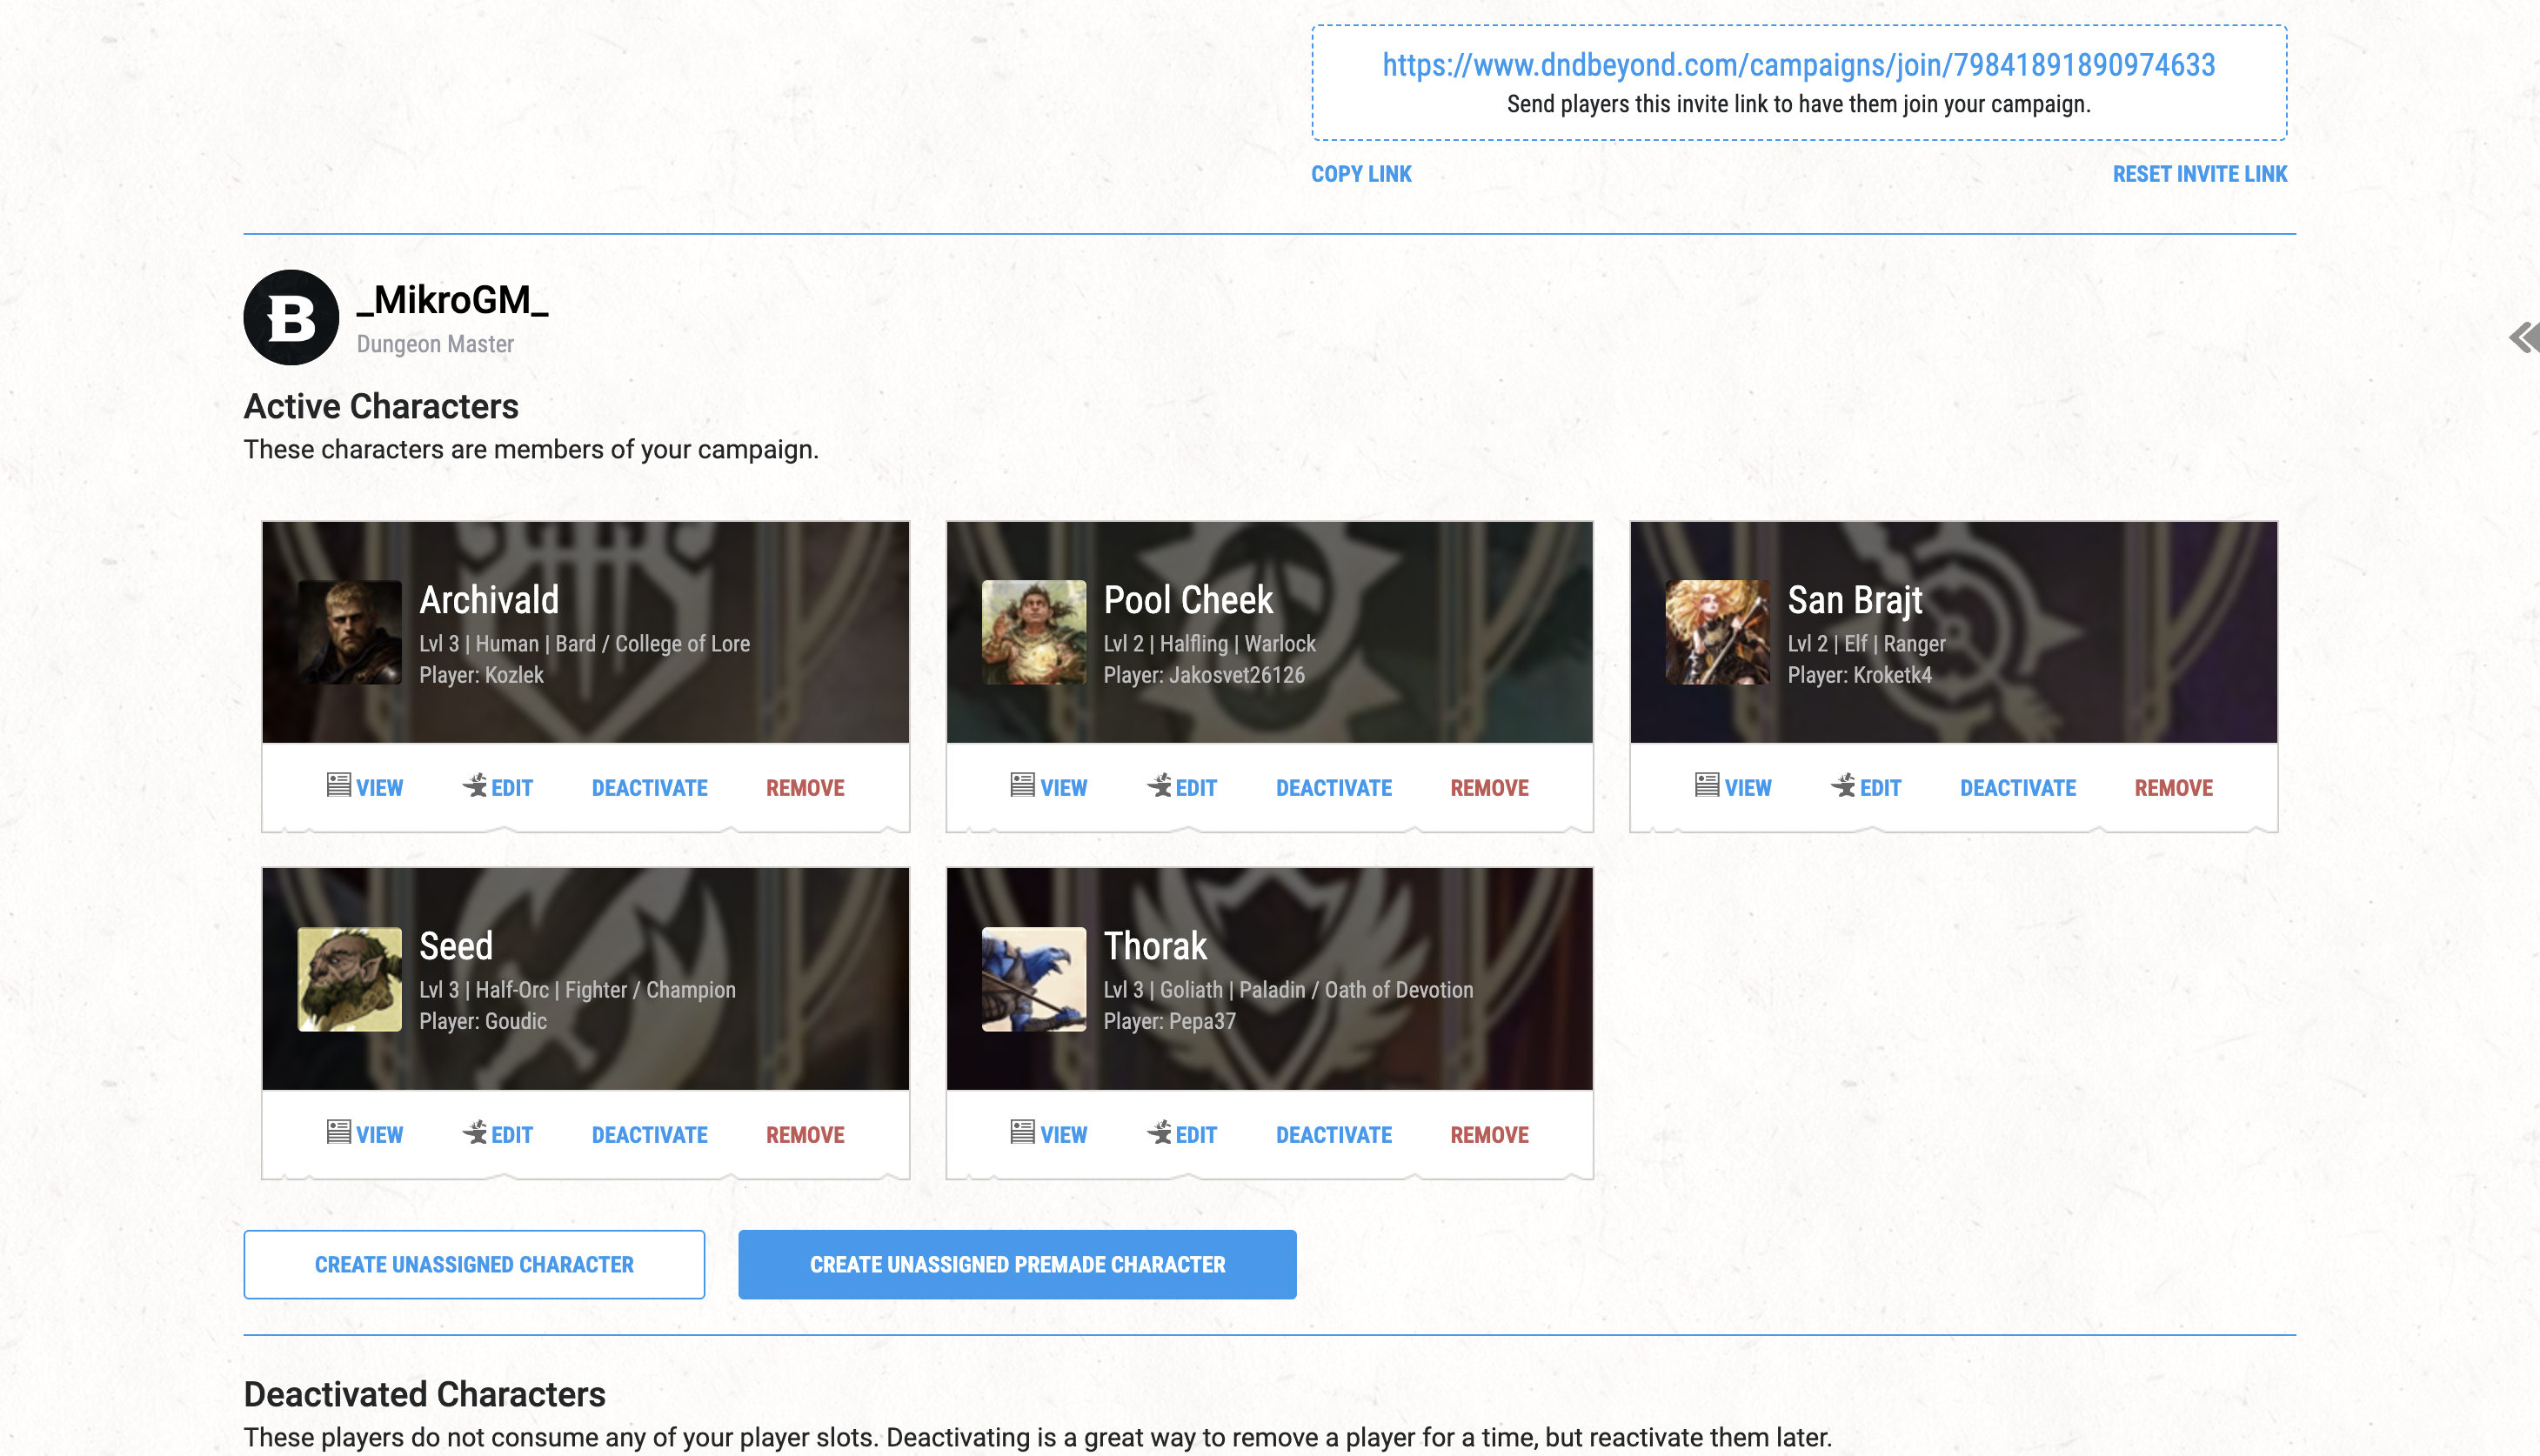 https://www.dndbeyond.com/campaigns/join/79841891890974633
Send players this invite link to have them join your campaign.
COPY LINK
RESET INVITE LINK
B
_MikroGM_
Dungeon Master
Active Characters
These characters are members of your campaign.
Archivald
Lvl 3 | Human | Bard / College of Lore
Player: Kozlek
VIEW EDIT DEACTIVATE REMOVE
Pool Cheek
Lvl 2 | Halfling | Warlock
Player: Jakosvet26126
VIEW EDIT DEACTIVATE REMOVE
San Brajt
Lvl 2 | Elf | Ranger
Player: Kroketk4
VIEW EDIT DEACTIVATE REMOVE
Seed
Lvl 3 | Half-Orc | Fighter / Champion
Player: Goudic
VIEW EDIT DEACTIVATE REMOVE
Thorak
Lvl 3 | Goliath | Paladin / Oath of Devotion
Player: Pepa37
VIEW EDIT DEACTIVATE REMOVE
CREATE UNASSIGNED CHARACTER
CREATE UNASSIGNED PREMADE CHARACTER
Deactivated Characters
These players do not consume any of your player slots. Deactivating is a great way to remove a player for a time, but reactivate them later.